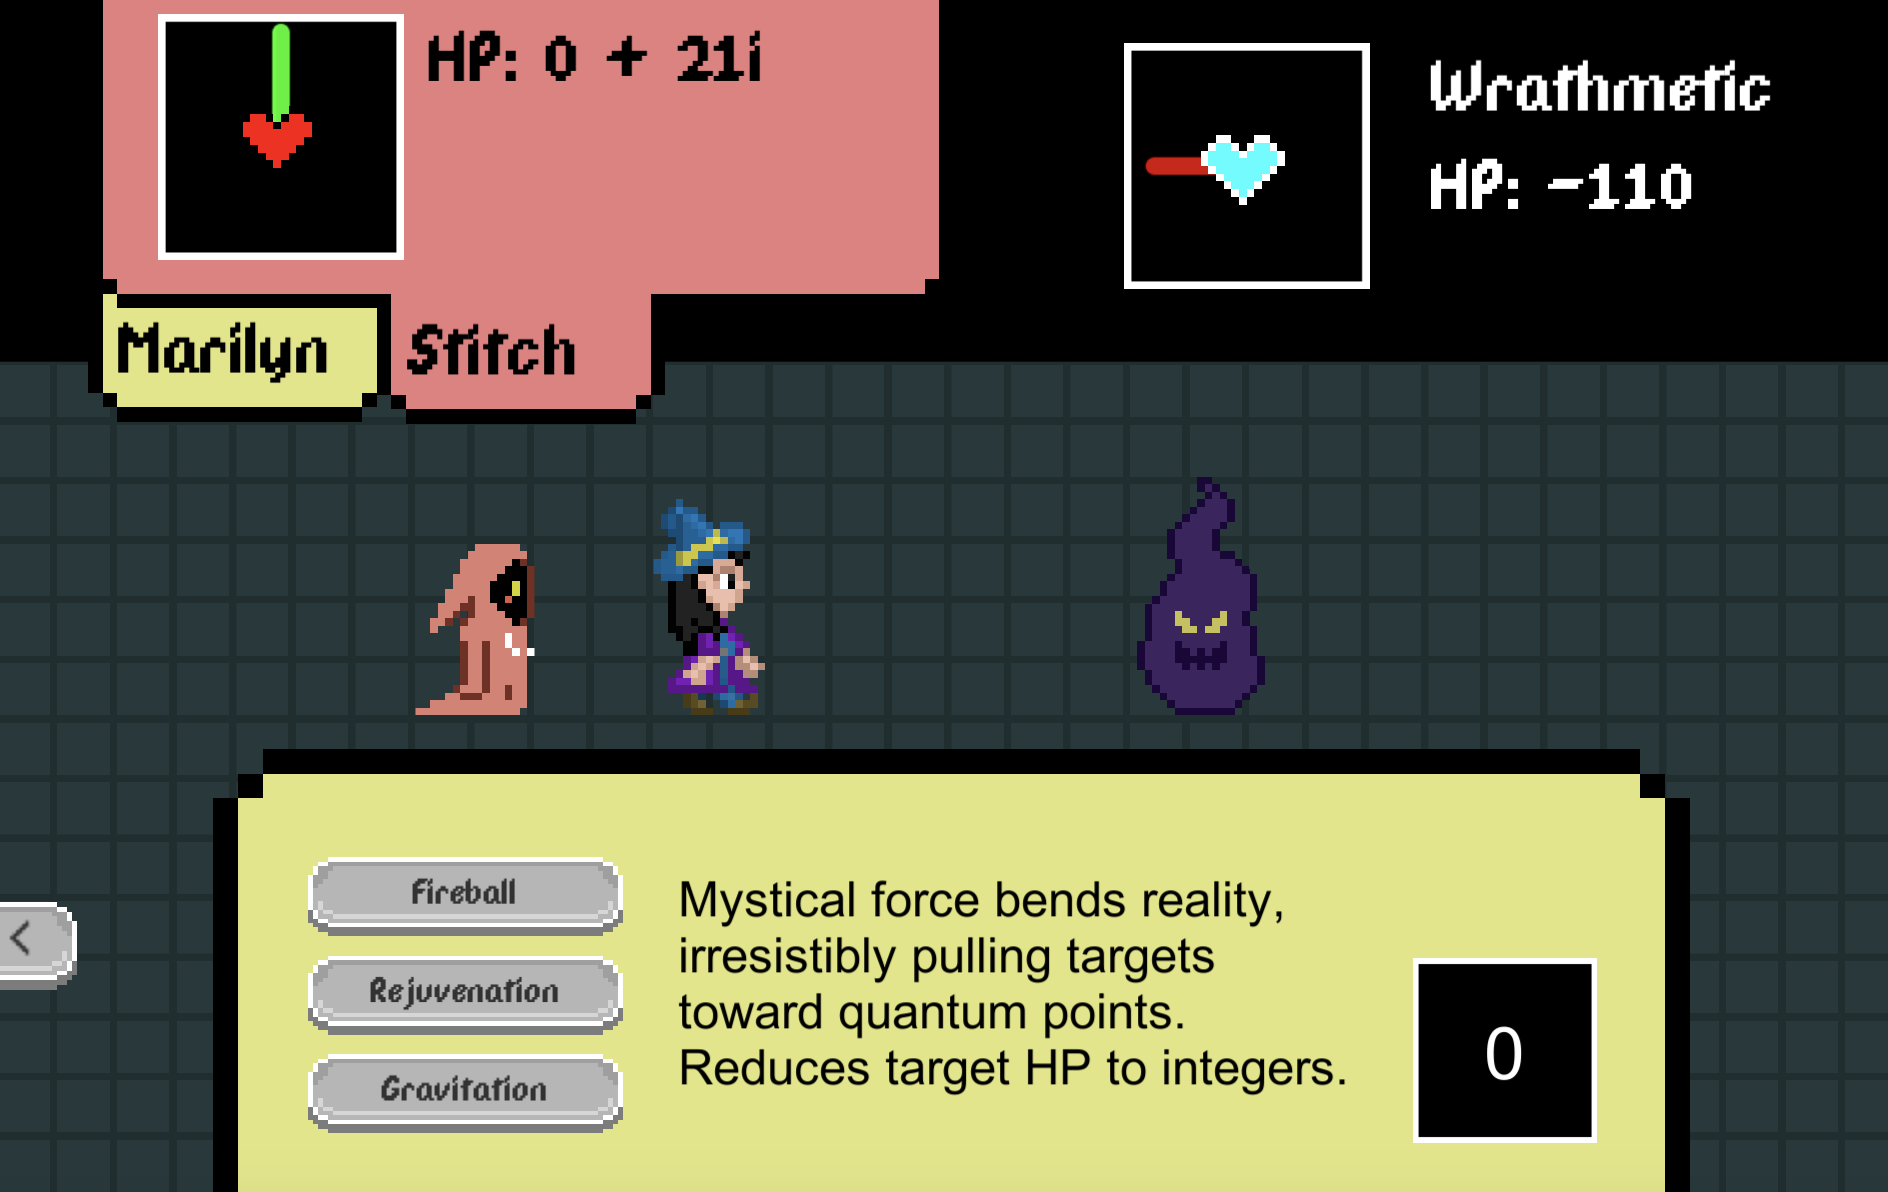 HP: 0 + 21i
Wrathmetic
HP: -110
Marilyn
Stitch
Fireball
Rejuvenation
Gravitation
<
Mystical force bends reality,
irresistibly pulling targets
toward quantum points.
Reduces target HP to integers.
0